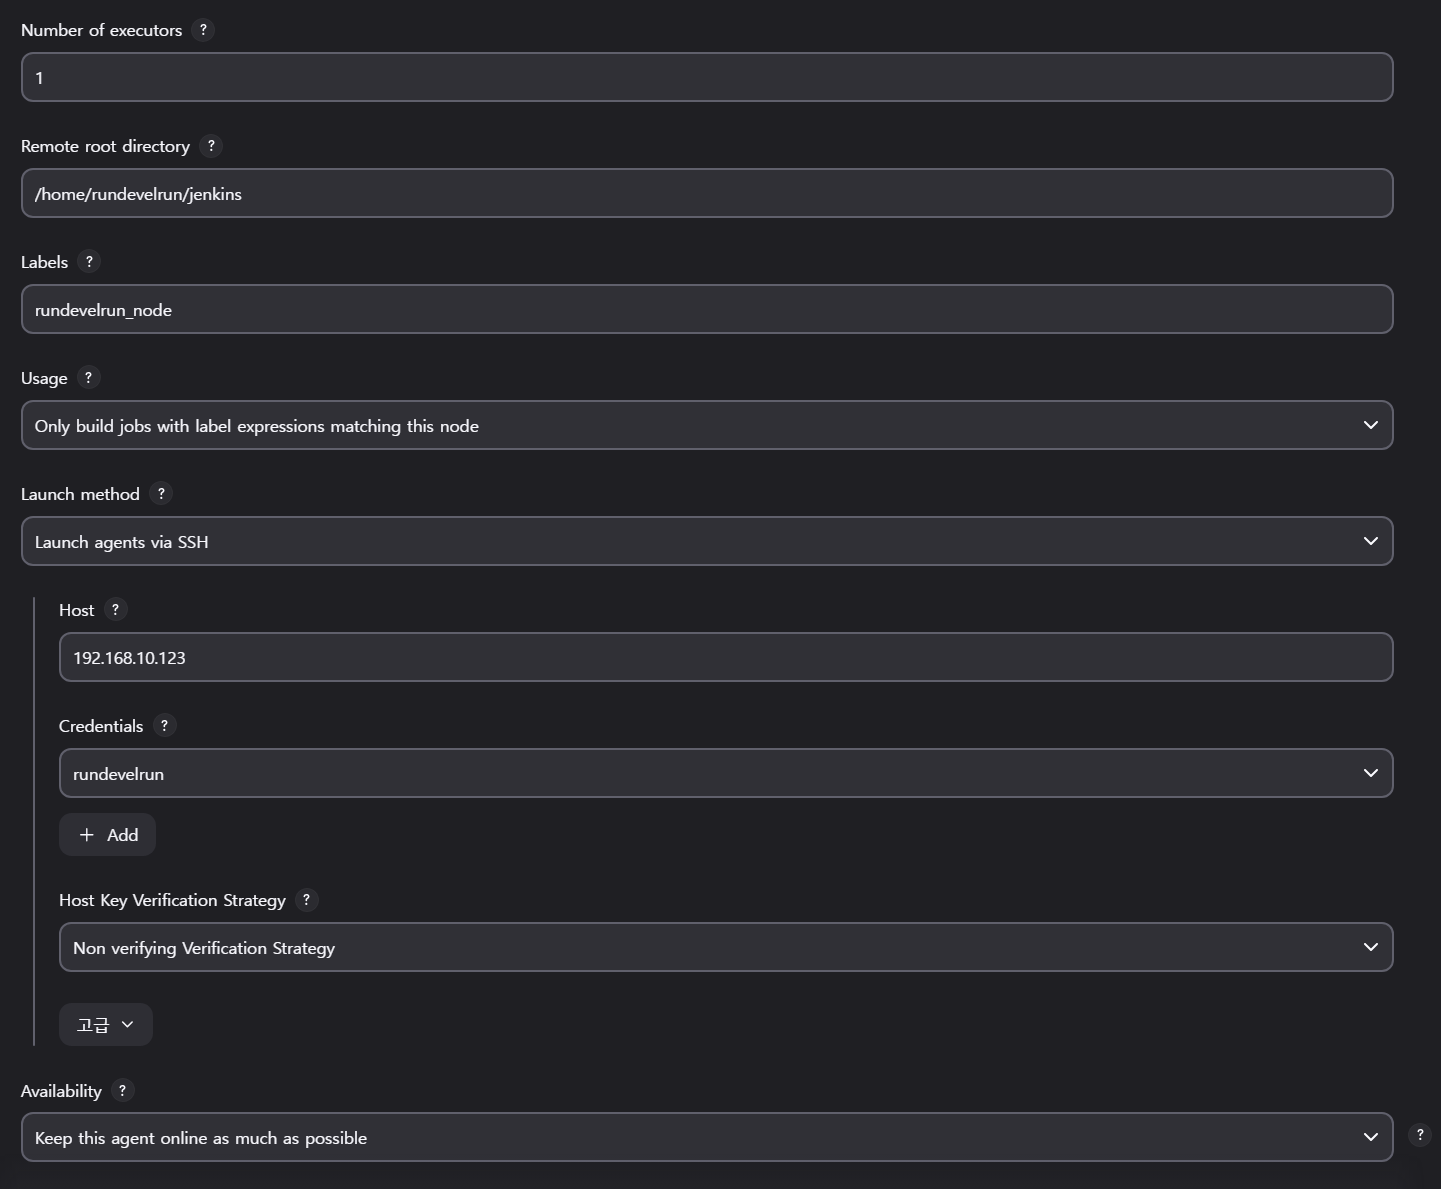 Number of executors ?
1
Remote root directory ?
/home/rundevelrun/jenkins
Labels ?
rundevelrun_node
Usage ?
Only build jobs with label expressions matching this node
Launch method ?
Launch agents via SSH
Host ?
192.168.10.123
Credentials ?
rundevelrun
+ Add
Host Key Verification Strategy ?
Non verifying Verification Strategy
고급
Availability ?
Keep this agent online as much as possible
?